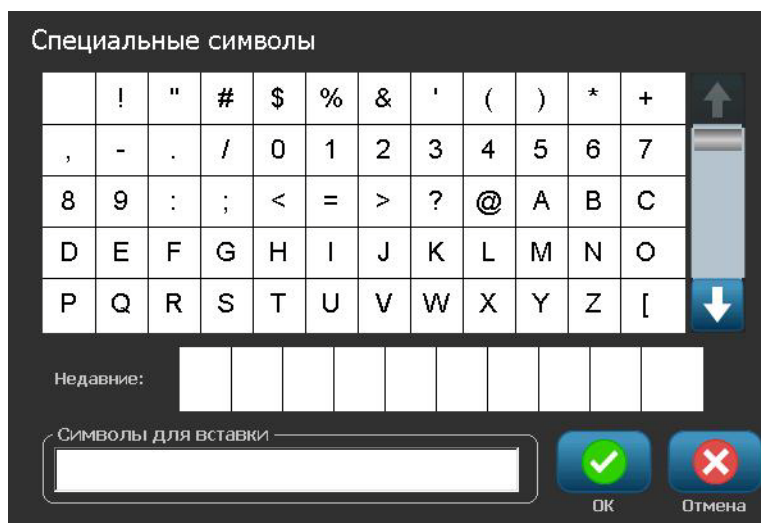 Специальные символы
! " # $ % & ' ( ) * +
, - . / 0 1 2 3 4 5 6 7
8 9 : ; < = > ? @ A B C
D E F G H I J K L M N O
P Q R S T U V W X Y Z [
Недавние:
Символы для вставки
ОК Отмена